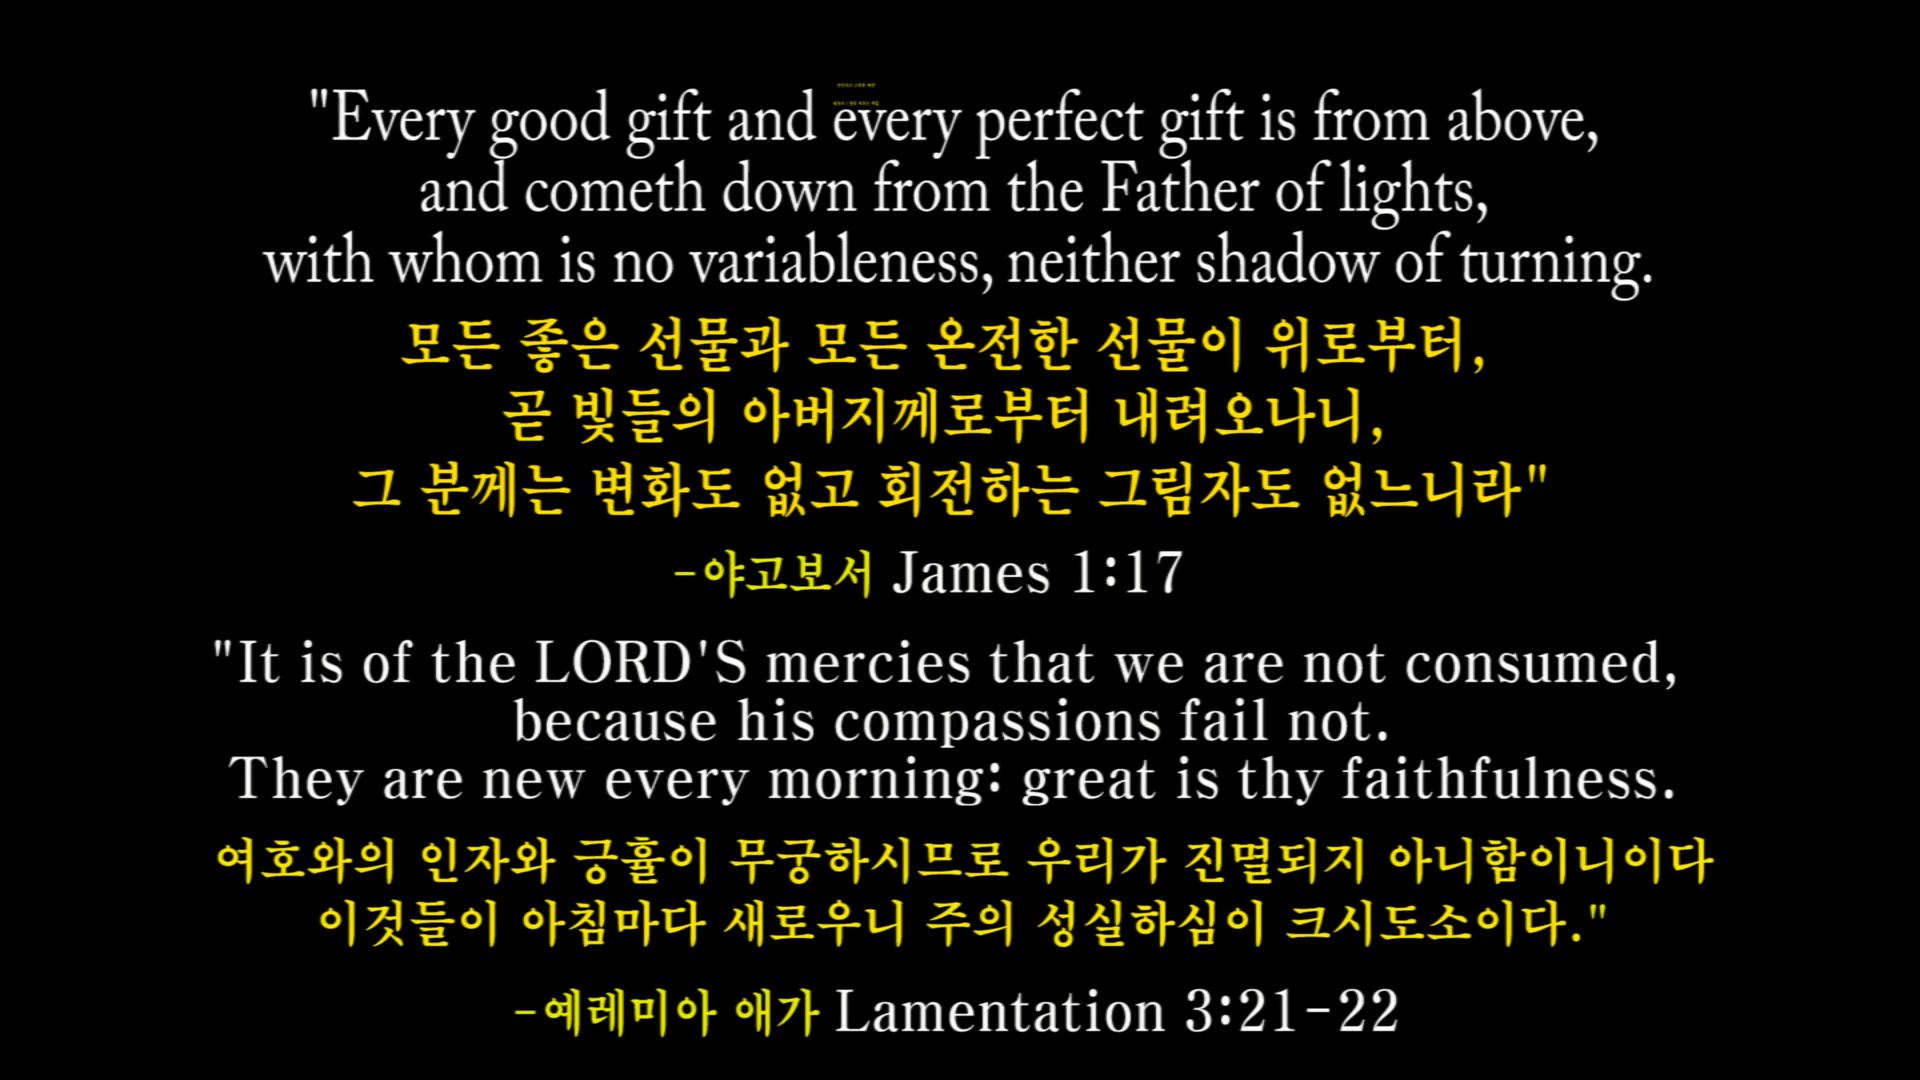 "Every good gift and every perfect gift is from above,
and cometh down from the Father of lights,
with whom is no variableness, neither shadow of turning.
모든 좋은 선물과 모든 온전한 선물이 위로부터,
곧 빛들의 아버지께로부터 내려오나니,
그 분께는 변화도 없고 회전하는 그림자도 없느니라"
-야고보서 James 1:17
"It is of the LORD'S mercies that we are not consumed,
because his compassions fail not.
They are new every morning: great is thy faithfulness.
여호와의 인자와 긍휼이 무궁하시므로 우리가 진멸되지 아니함이니이다
이것들이 아침마다 새로우니 주의 성실하심이 크시도소이다."
-예레미아 애가 Lamentation 3:21-22